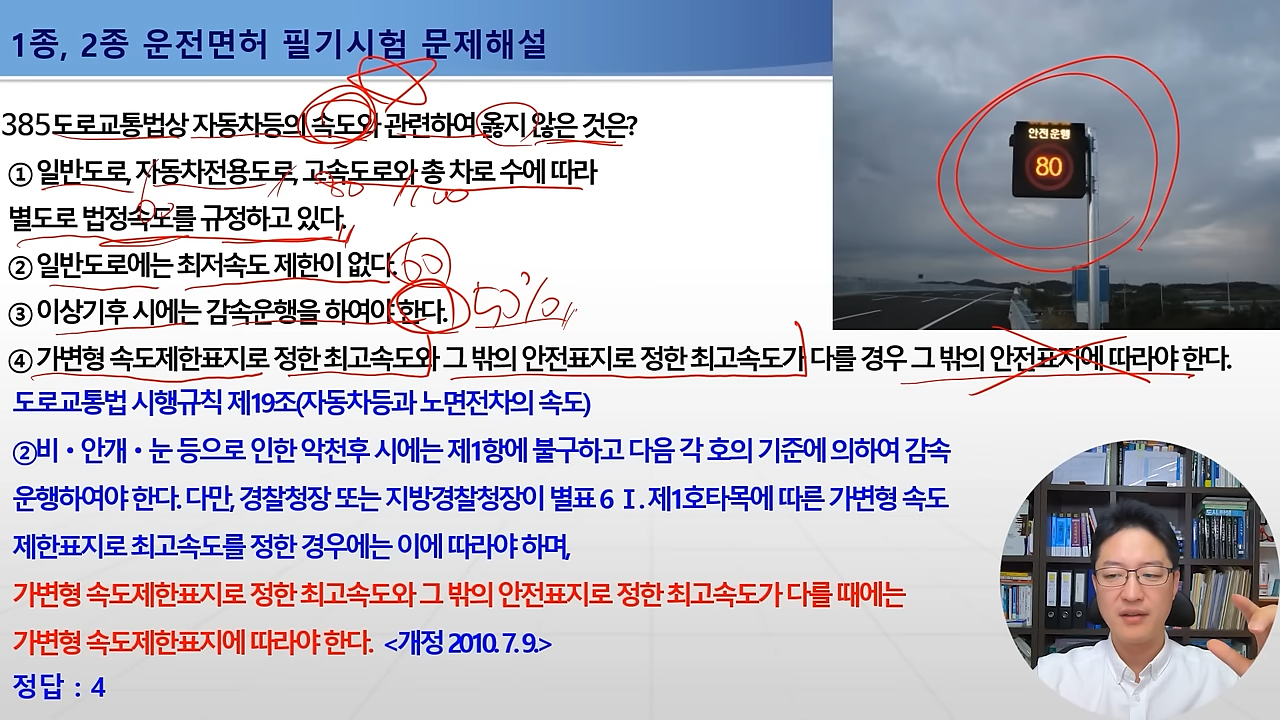 1종, 2종 운전면허 필기시험 문제해설
안전운행
80
385도로교통법상 자동차등의 속도와 관련하여 옳지 않은 것은?
① 일반도로, 자동차전용도로, 고속도로와 총 차로 수에 따라
80 100
60
별도로 법정속도를 규정하고 있다.
② 일반도로에는 최저속도 제한이 없다. 60
③ 이상기후 시에는 감속운행을 하여야 한다. 50%
④ 가변형 속도제한표지로 정한 최고속도와 그 밖의 안전표지로 정한 최고속도가 다를 경우 그 밖의 안전표지에 따라야 한다.
도로교통법 시행규칙 제19조(자동차등과 노면전차의 속도)
②비·안개·눈 등으로 인한 악천후 시에는 제1항에 불구하고 다음 각 호의 기준에 의하여 감속
운행하여야 한다. 다만, 경찰청장 또는 지방경찰청장이 별표 6 Ⅰ. 제1호타목에 따른 가변형 속도
제한표지로 최고속도를 정한 경우에는 이에 따라야 하며,
가변형 속도제한표지로 정한 최고속도와 그 밖의 안전표지로 정한 최고속도가 다를 때에는
가변형 속도제한표지에 따라야 한다. <개정 2010. 7. 9.>
정답 : 4